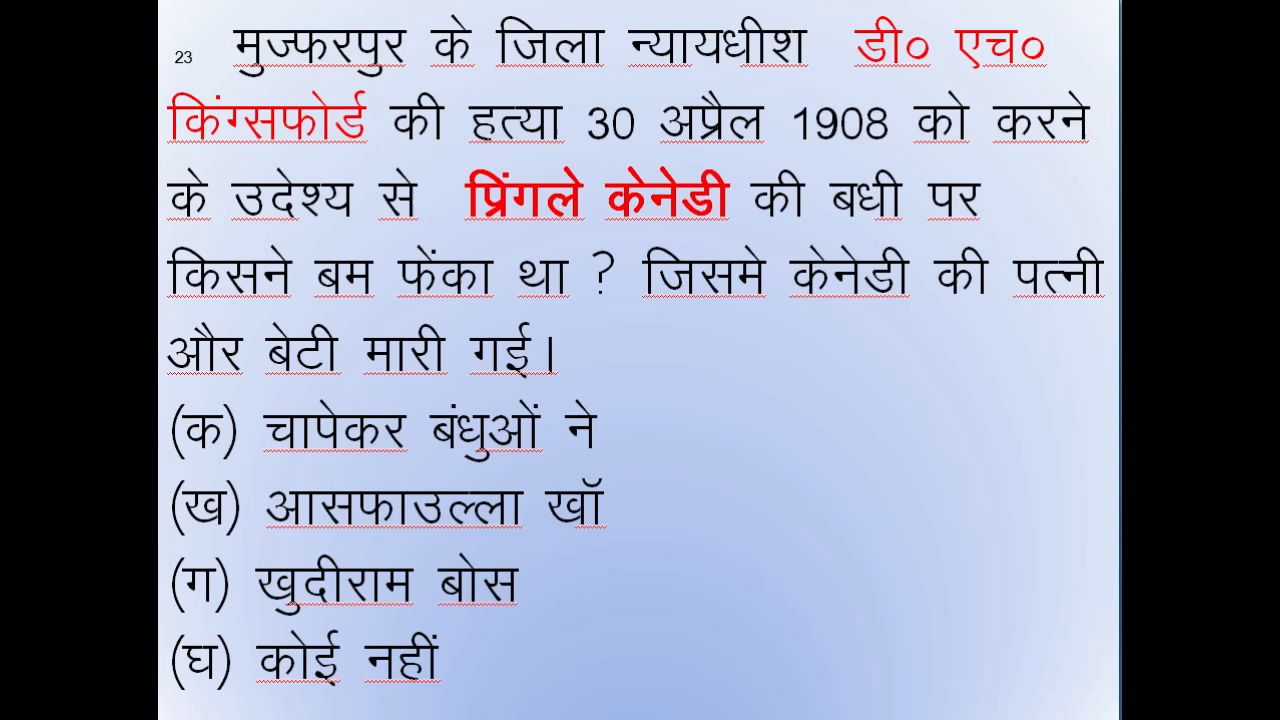 23 मुज्फरपुर के जिला न्यायधीश डी० एच०
किंग्सफोर्ड की हत्या 30 अप्रैल 1908 को करने
के उदेश्य से प्रिंगले केनेडी की बधी पर
किसने बम फेंका था ? जिसमे केनेडी की पत्नी
और बेटी मारी गई।
(क) चापेकर बंधुओं ने
(ख) आसफाउल्ला खॉ
(ग) खुदीराम बोस
(घ) कोई नहीं